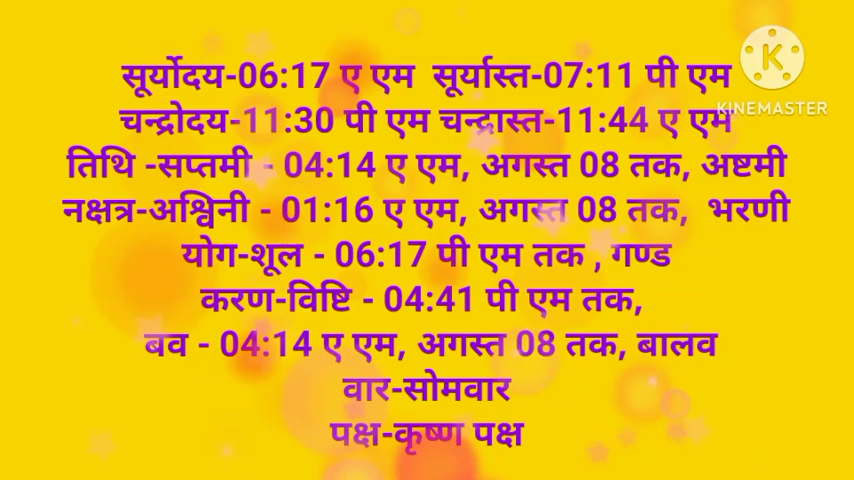 सूर्योदय-06:17 ए एम सूर्यास्त-07:11 पी एम
चन्द्रोदय-11:30 पी एम चन्द्रास्त-11:44 ए एम
तिथि -सप्तमी - 04:14 ए एम, अगस्त 08 तक, अष्टमी
नक्षत्र-अश्विनी - 01:16 ए एम, अगस्त 08 तक, भरणी
योग-शूल - 06:17 पी एम तक , गण्ड
करण-विष्टि - 04:41 पी एम तक,
बव - 04:14 ए एम, अगस्त 08 तक, बालव
वार-सोमवार
पक्ष-कृष्ण पक्ष
K
KINEMASTER